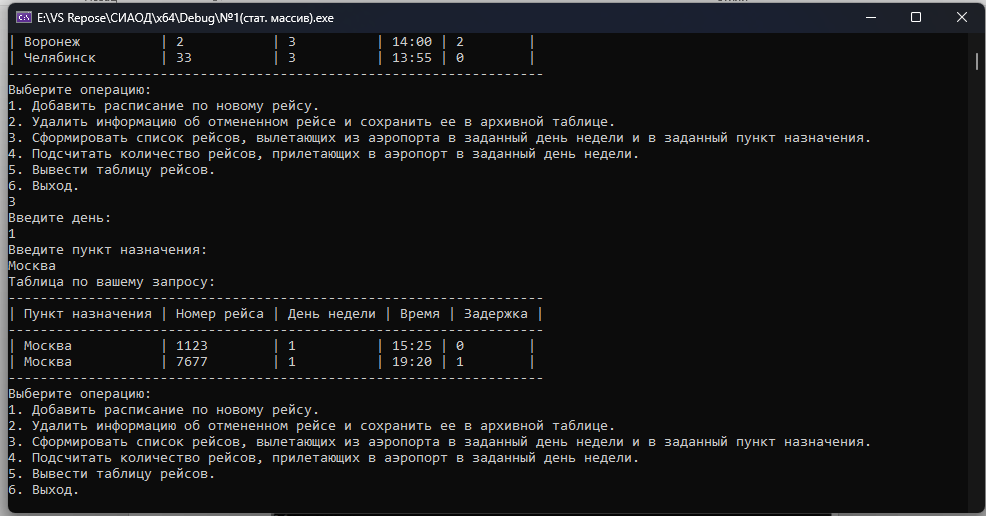 E:\VS Repose\СИАОД\x64\Debug\№1(стат. массив).exe
| Воронеж | 2 | 3 | 14:00 | 2 |
| Челябинск | 33 | 3 | 13:55 | 0 |
-------------------------------------------------------------------
Выберите операцию:
1. Добавить расписание по новому рейсу.
2. Удалить информацию об отмененном рейсе и сохранить ее в архивной таблице.
3. Сформировать список рейсов, вылетающих из аэропорта в заданный день недели и в заданный пункт назначения.
4. Подсчитать количество рейсов, прилетающих в аэропорт в заданный день недели.
5. Вывести таблицу рейсов.
6. Выход.
3
Введите день:
1
Введите пункт назначения:
Москва
Таблица по вашему запросу:
-------------------------------------------------------------------
| Пункт назначения | Номер рейса | День недели | Время | Задержка |
-------------------------------------------------------------------
| Москва | 1123 | 1 | 15:25 | 0 |
| Москва | 7677 | 1 | 19:20 | 1 |
-------------------------------------------------------------------
Выберите операцию:
1. Добавить расписание по новому рейсу.
2. Удалить информацию об отмененном рейсе и сохранить ее в архивной таблице.
3. Сформировать список рейсов, вылетающих из аэропорта в заданный день недели и в заданный пункт назначения.
4. Подсчитать количество рейсов, прилетающих в аэропорт в заданный день недели.
5. Вывести таблицу рейсов.
6. Выход.